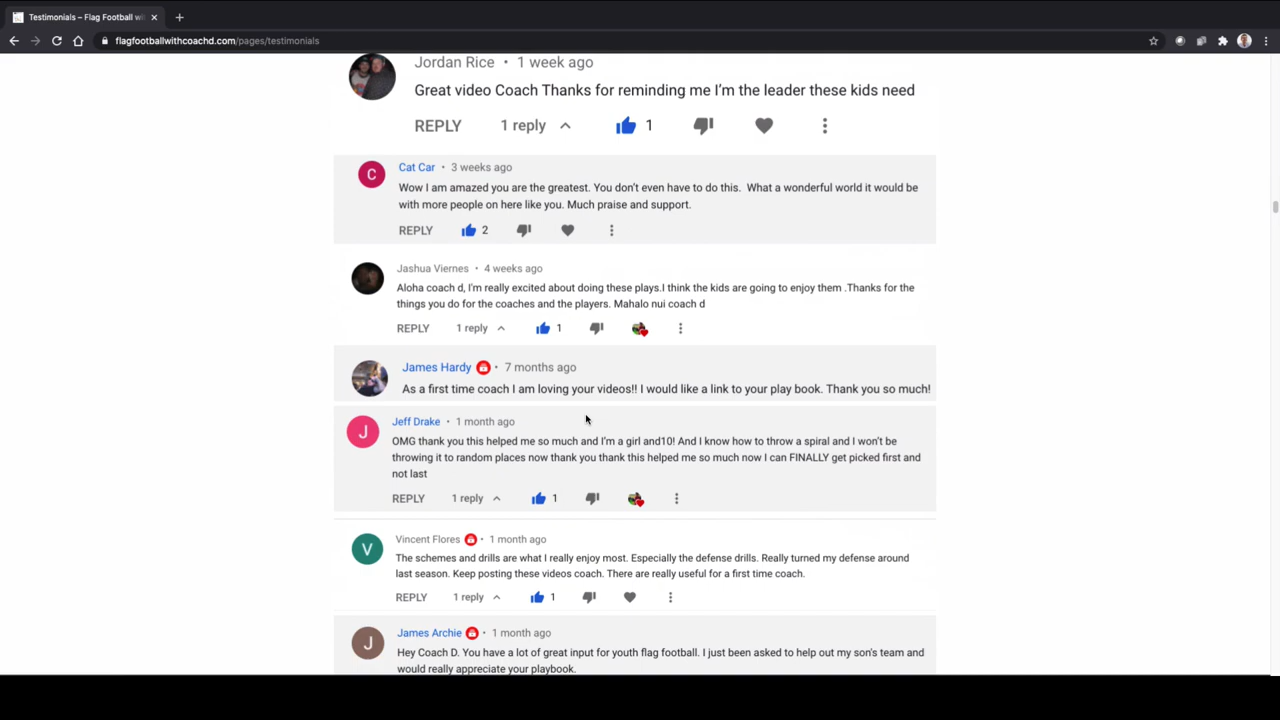 Testimonials – Flag Football wi
flagfootballwithcoachd.com/pages/testimonials
Jordan Rice • 1 week ago
Great video Coach Thanks for reminding me I'm the leader these kids need
REPLY 1 reply 1
C
Cat Car • 3 weeks ago
Wow I am amazed you are the greatest. You don't even have to do this. What a wonderful world it would be
with more people on here like you. Much praise and support.
REPLY 2
Jashua Viernes • 4 weeks ago
Aloha coach d, I'm really excited about doing these plays.I think the kids are going to enjoy them .Thanks for the
things you do for the coaches and the players. Mahalo nui coach d
REPLY 1 reply 1
James Hardy • 7 months ago
As a first time coach I am loving your videos!! I would like a link to your play book. Thank you so much!
J
Jeff Drake • 1 month ago
OMG thank you this helped me so much and I'm a girl and10! And I know how to throw a spiral and I won't be
throwing it to random places now thank you thank this helped me so much now I can FINALLY get picked first and
not last
REPLY 1 reply 1
V
Vincent Flores • 1 month ago
The schemes and drills are what I really enjoy most. Especially the defense drills. Really turned my defense around
last season. Keep posting these videos coach. There are really useful for a first time coach.
REPLY 1 reply 1
J
James Archie • 1 month ago
Hey Coach D. You have a lot of great input for youth flag football. I just been asked to help out my son's team and
would really appreciate your playbook.